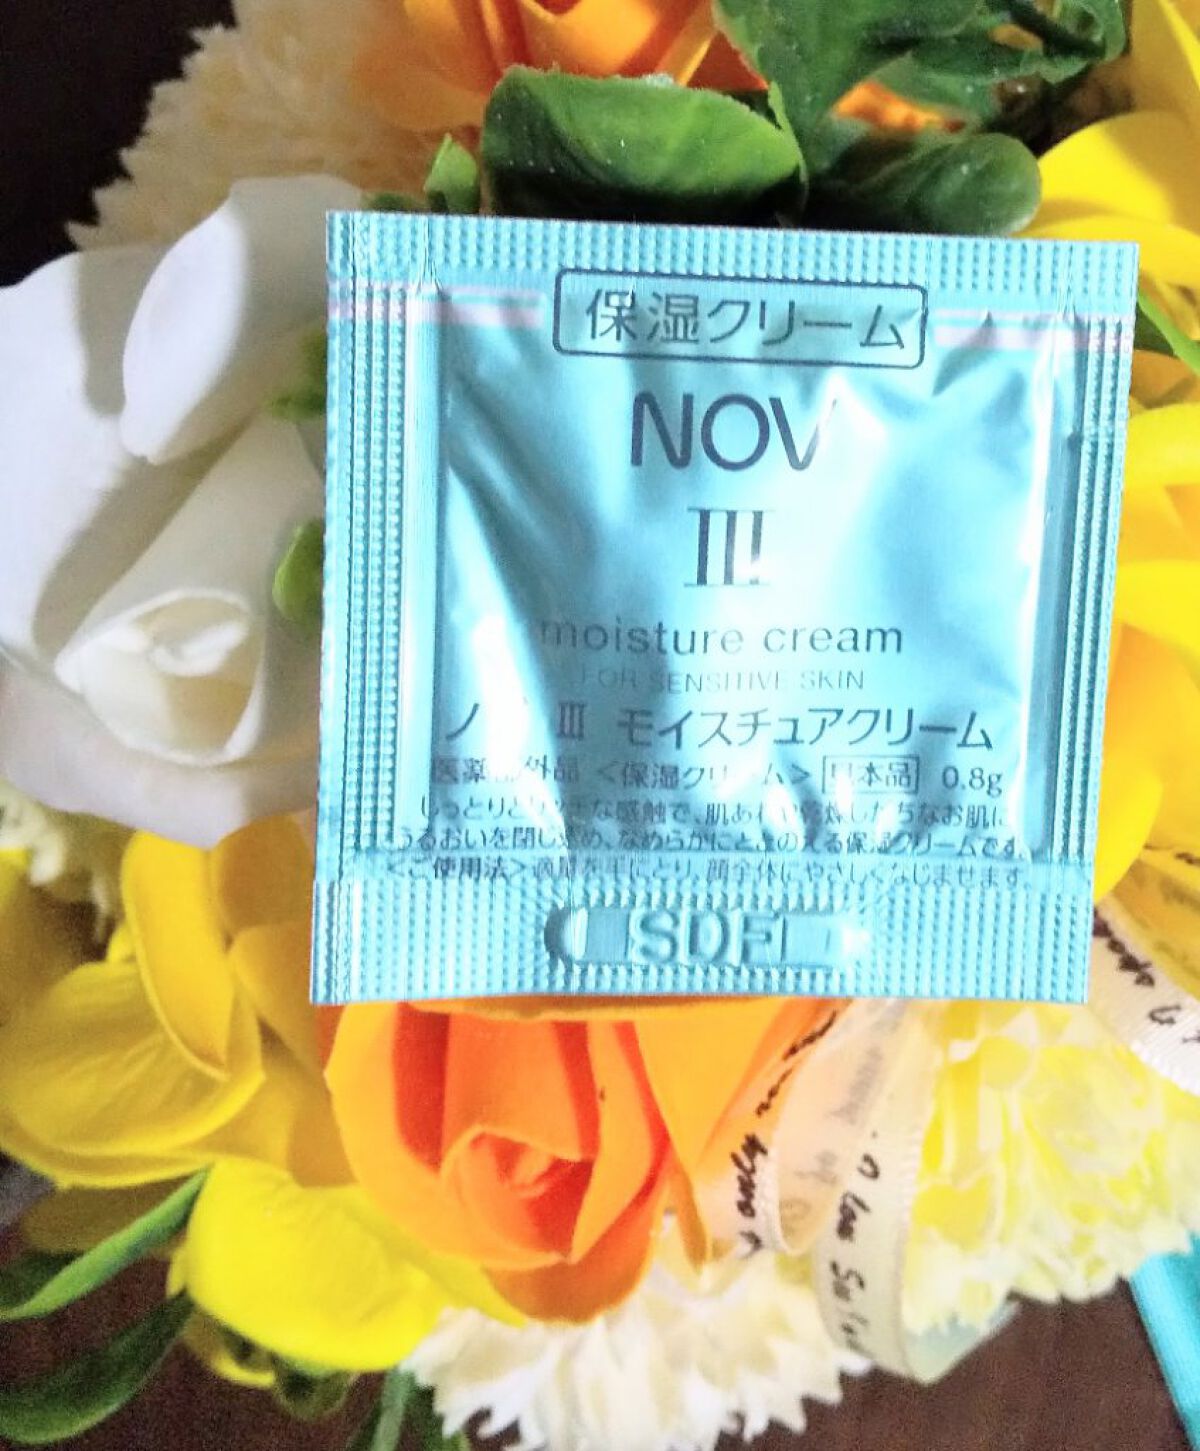 保湿クリーム
NOV
III
moisture cream
FOR SENSITIVE SKIN
ノブ III モイスチュアクリーム
医薬部外品 <保湿クリーム> 見本品 0.8g
しっとりとリッチな感触で、肌あれや乾燥しがちなお肌に
うるおいを閉じ込め、なめらかにととのえる保湿クリームです。
<ご使用法>適量を手にとり、顔全体にやさしくなじませます。
SDF
only